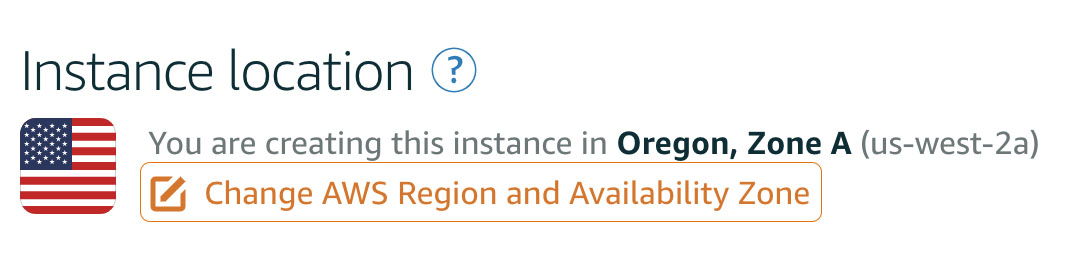 Instance location ?
You are creating this instance in Oregon, Zone A (us-west-2a)
Change AWS Region and Availability Zone